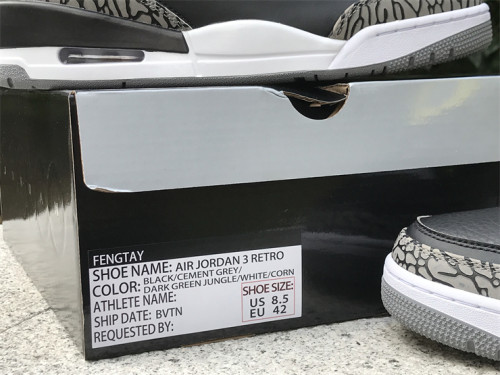 FENGTAY
SHOE NAME: AIR JORDAN 3 RETRO
COLOR: BLACK/CEMENT GREY/
DARK GREEN JUNGLE/WHITE/CORN
ATHLETE NAME:
SHIP DATE: BVTN
REQUESTED BY:
SHOE SIZE:
US 8.5
EU 42